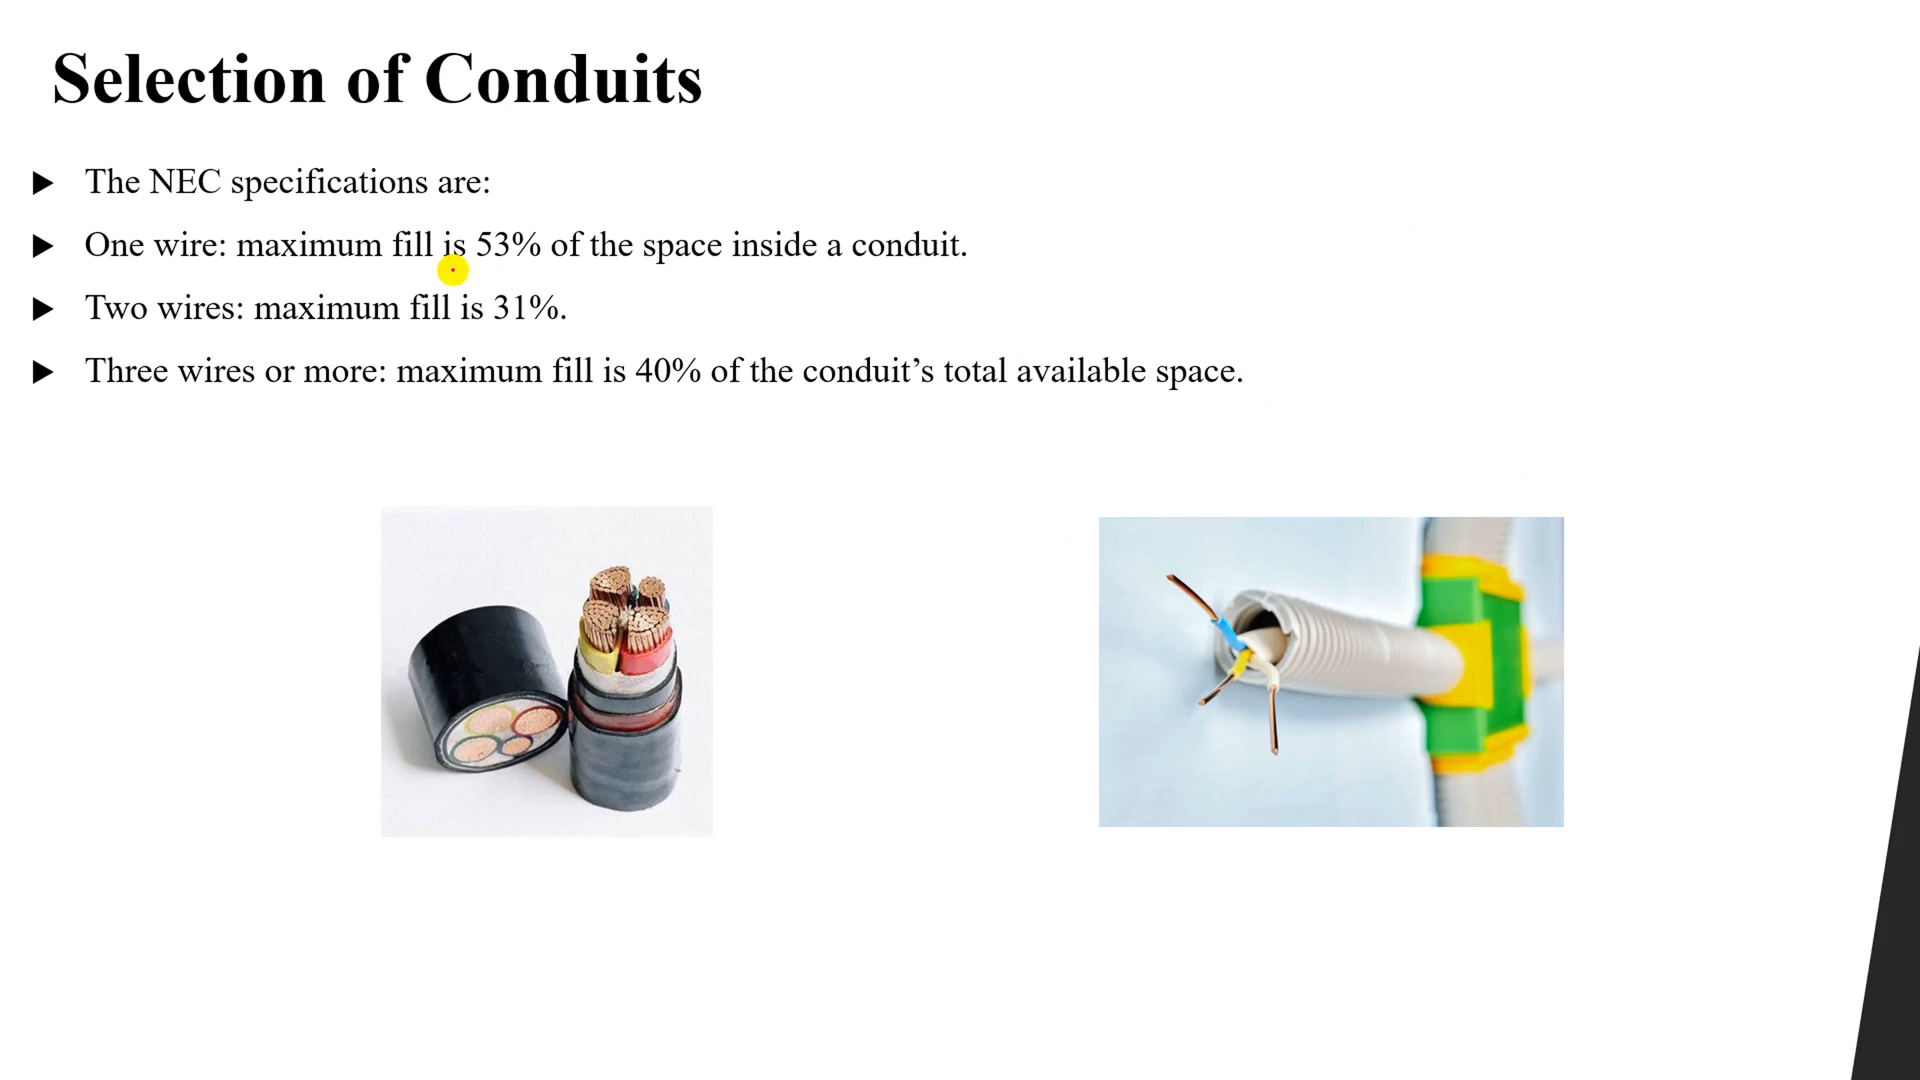 Selection of Conduits
The NEC specifications are:
One wire: maximum fill is 53% of the space inside a conduit.
Two wires: maximum fill is 31%.
Three wires or more: maximum fill is 40% of the conduit’s total available space.